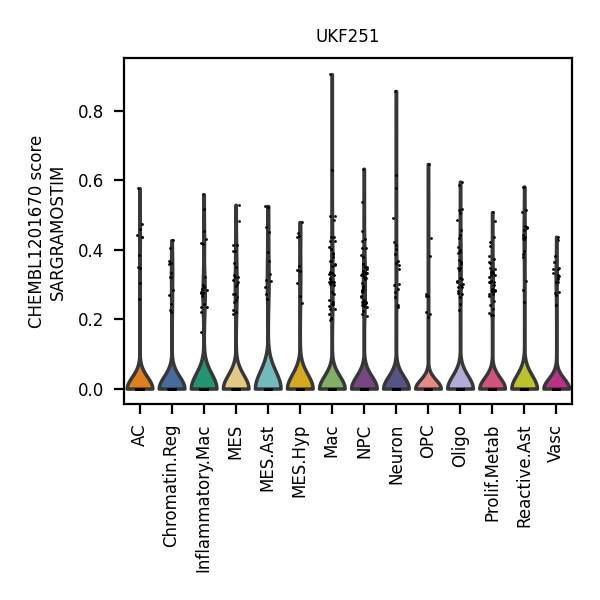 UKF251
CHEMBL1201670 score
SARGRAMOSTIM
0.8
0.6
0.4
0.2
0.0
AC
Chromatin.Reg
Inflammatory.Mac
MES
MES.Ast
MES.Hyp
Mac
NPC
Neuron
OPC
Oligo
Prolif.Metab
Reactive.Ast
Vasc